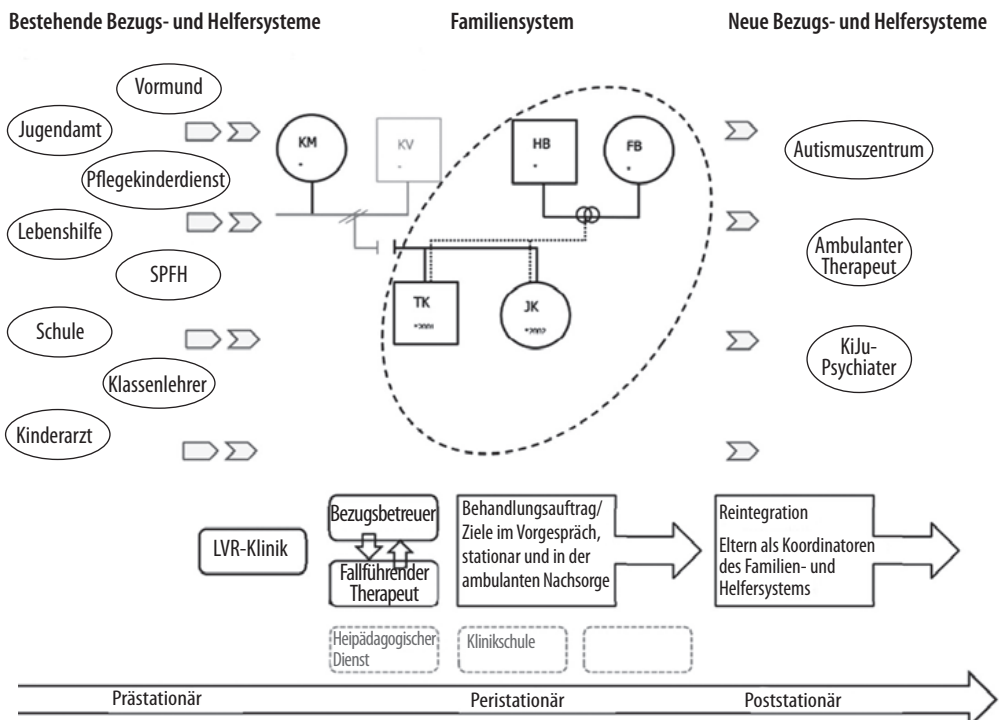 Bestehende Bezugs- und Helfersysteme
Familiensystem
Neue Bezugs- und Helfersysteme
Vormund
Jugendamt
Pflegekinderdienst
Lebenshilfe
SPFH
Schule
Klassenlehrer
Kinderarzt
KM
*
KV
*
HB
*
FB
*
TK
*2001
JK
*2002
Autismuszentrum
Ambulanter
Therapeut
KiJu-
Psychiater
LVR-Klinik
Bezugsbetreuer
Fallführender
Therapeut
Behandlungsauftrag/
Ziele im Vorgespräch,
stationar und in der
ambulanten Nachsorge
Reintegration
Eltern als Koordinatoren
des Familien- und
Helfersystems
Heipädagogischer
Dienst
Klinikschule
Prästationär
Peristationär
Poststationär